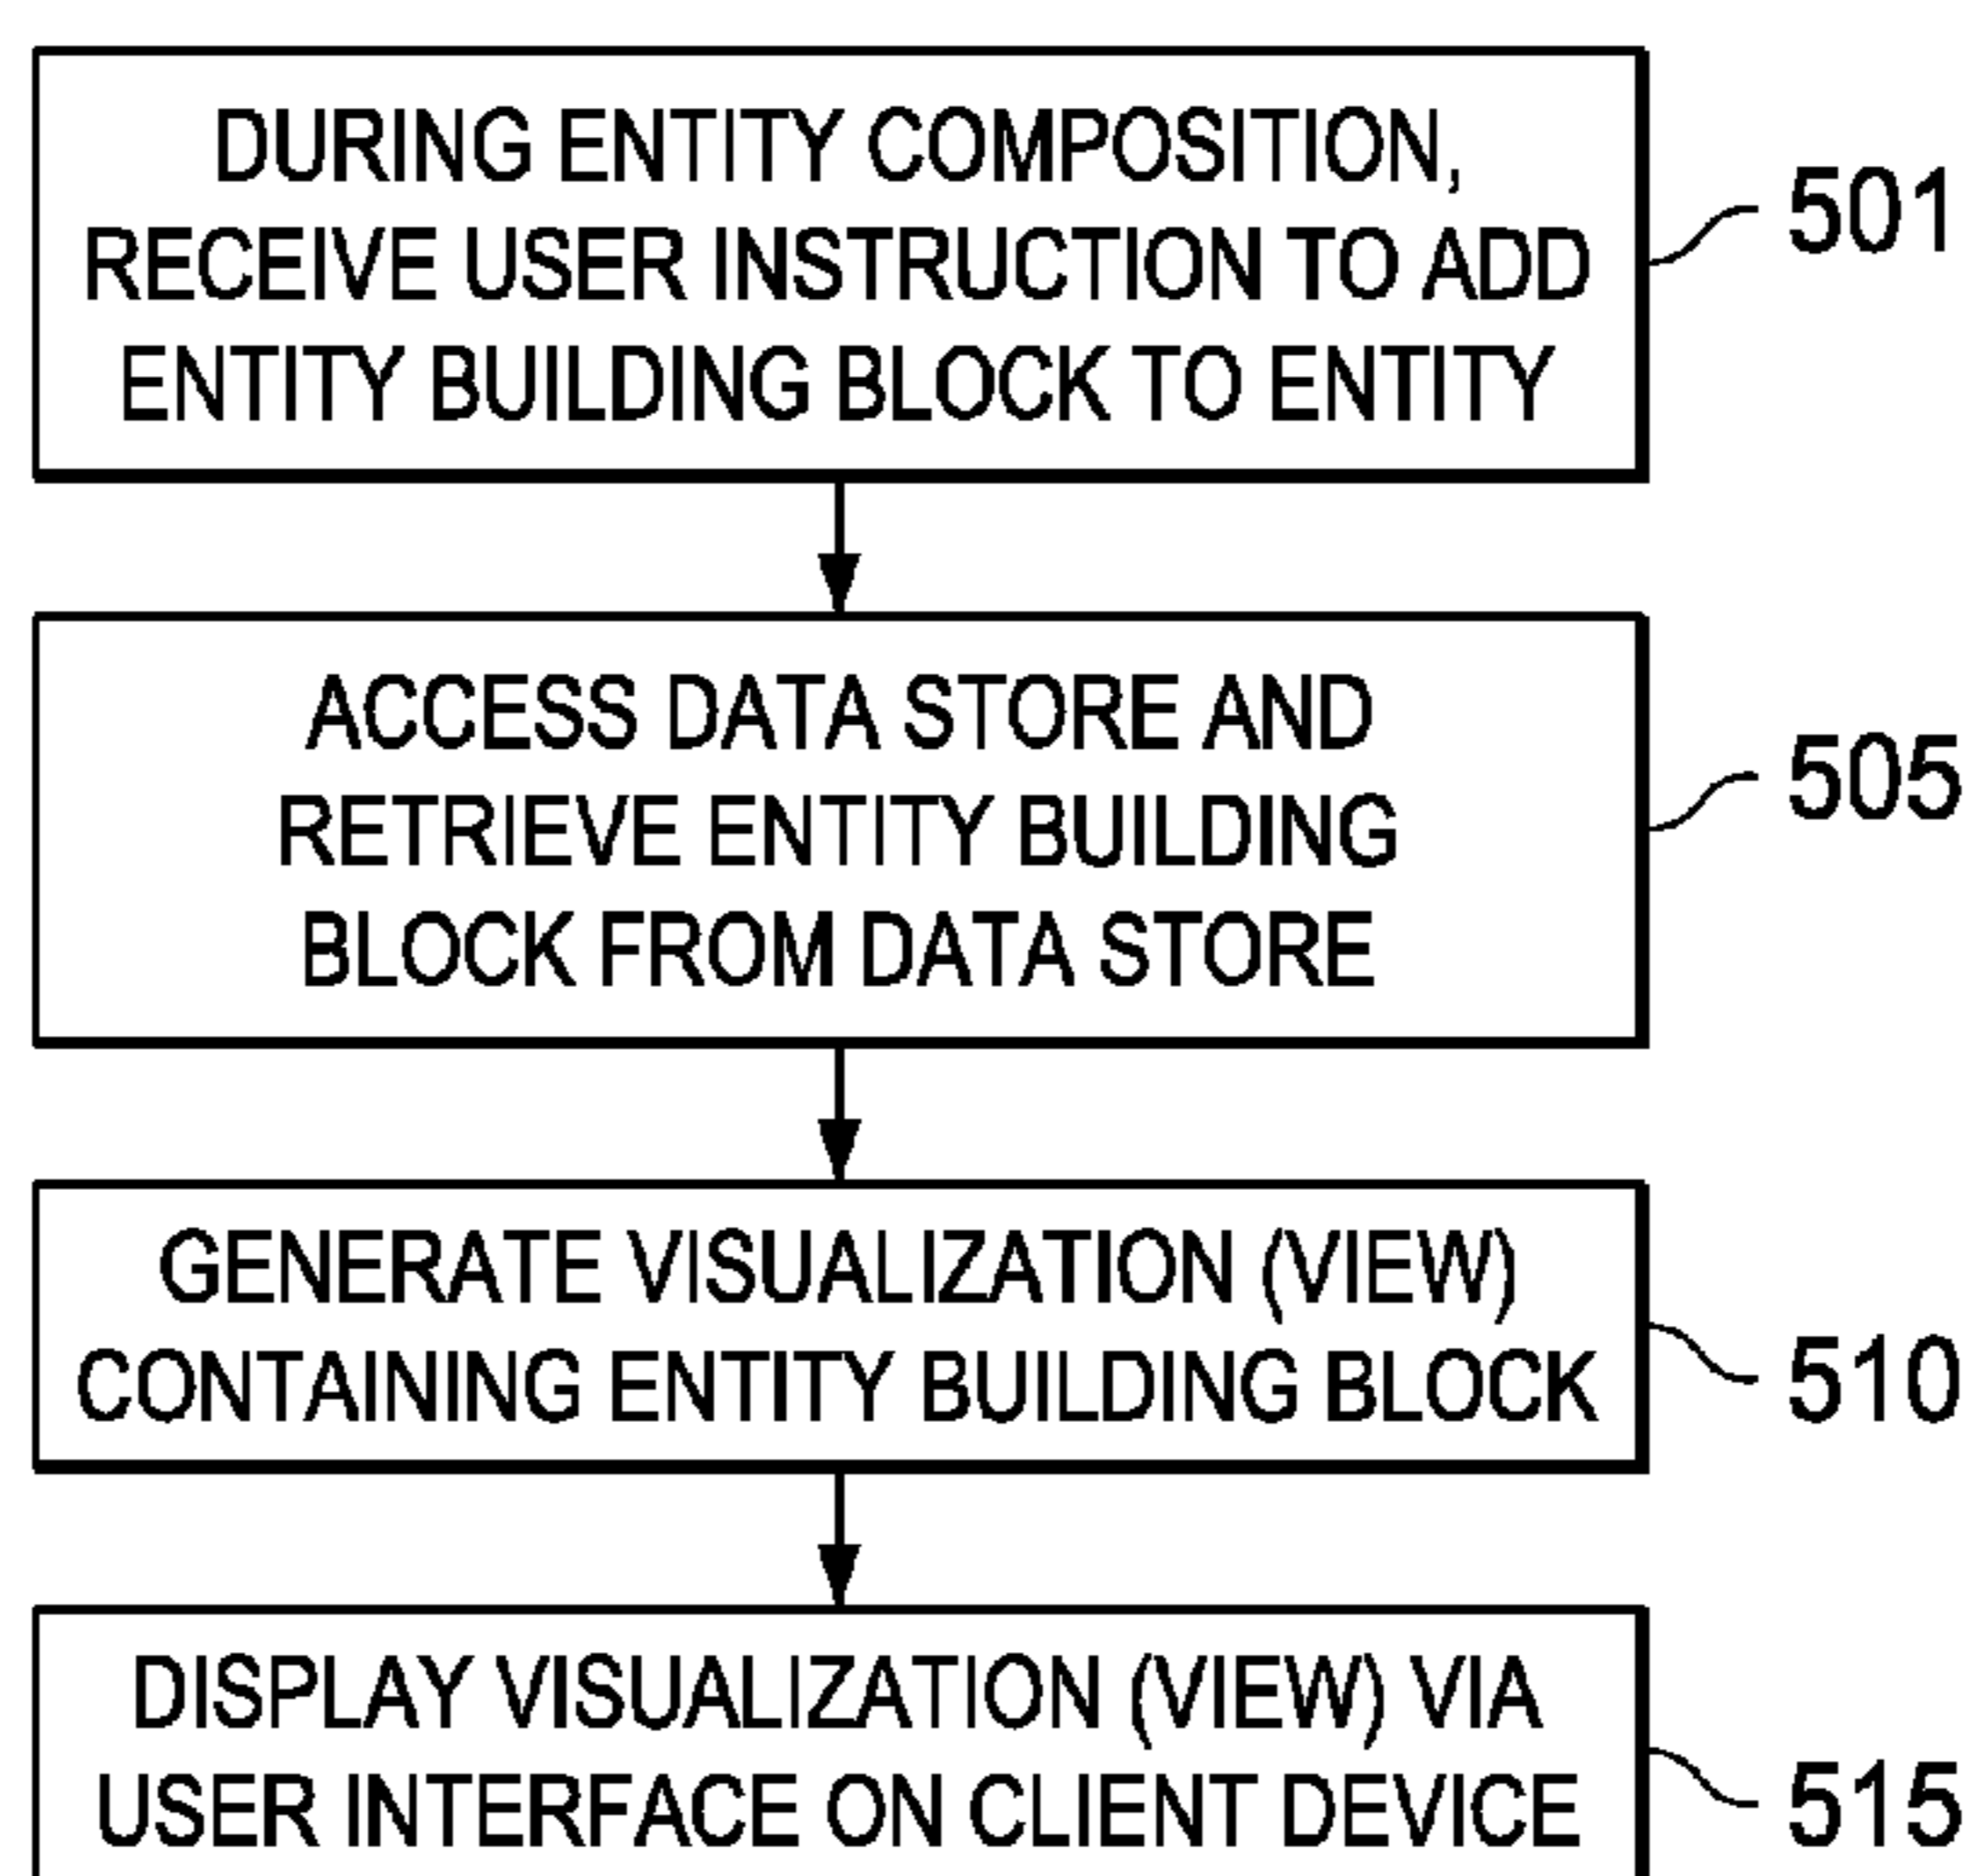 DURING ENTITY COMPOSITION,
RECEIVE USER INSTRUCTION TO ADD
ENTITY BUILDING BLOCK TO ENTITY
501
ACCESS DATA STORE AND
RETRIEVE ENTITY BUILDING
BLOCK FROM DATA STORE
505
GENERATE VISUALIZATION (VIEW)
CONTAINING ENTITY BUILDING BLOCK
510
DISPLAY VISUALIZATION (VIEW) VIA
USER INTERFACE ON CLIENT DEVICE
515